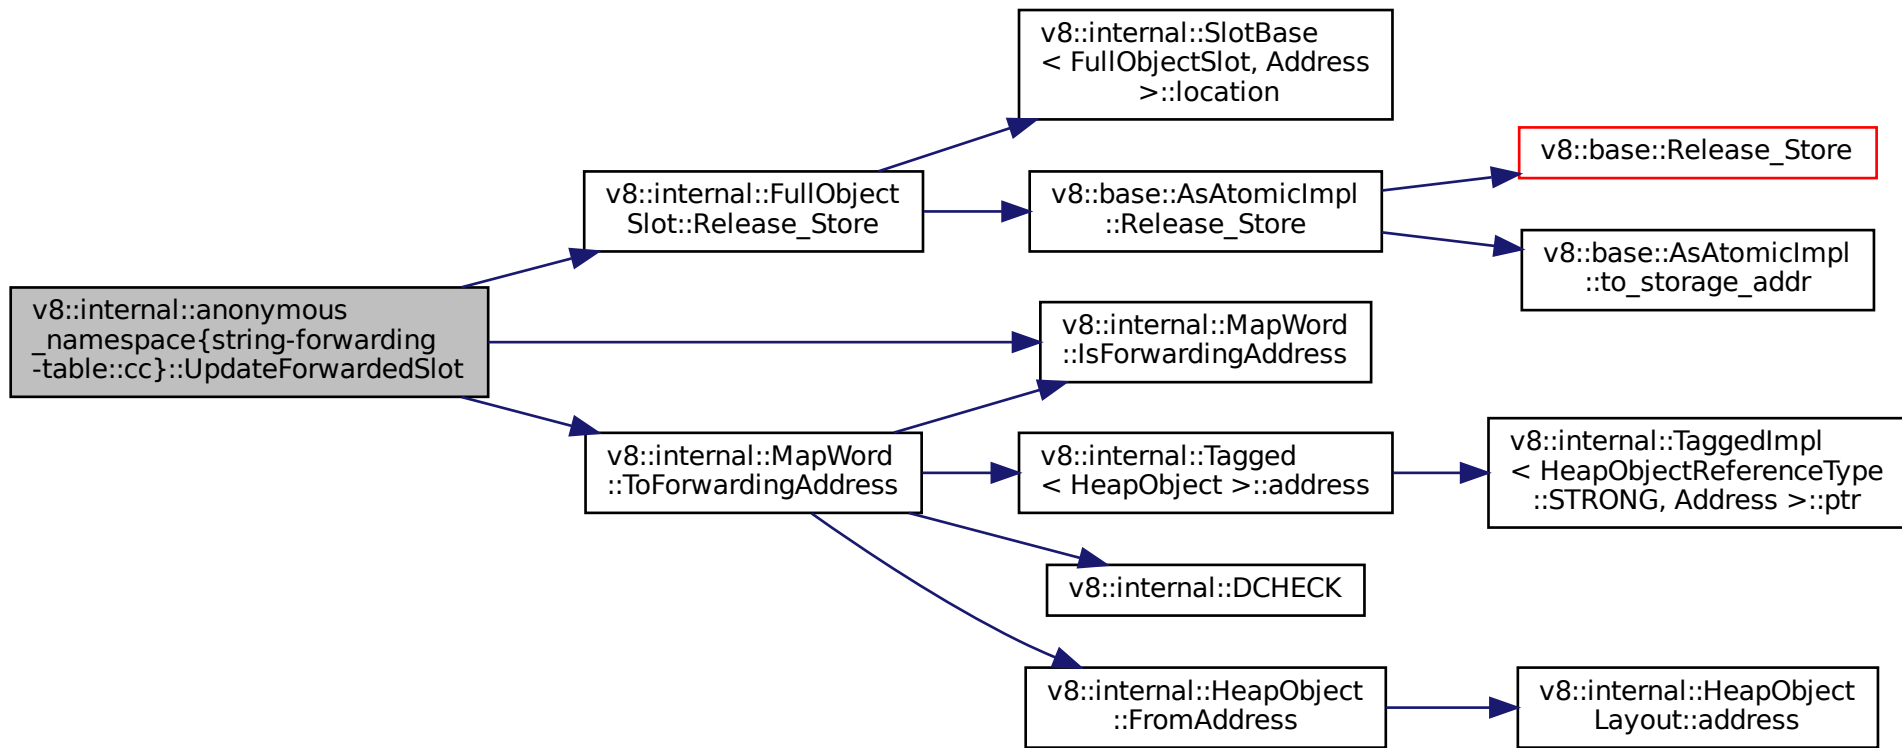 v8::internal::anonymous
_namespace{string-forwarding
-table::cc}::UpdateForwardedSlot
v8::internal::FullObject
Slot::Release_Store
v8::internal::SlotBase
< FullObjectSlot, Address
>::location
v8::base::AsAtomicImpl
::Release_Store
v8::base::Release_Store
v8::base::AsAtomicImpl
::to_storage_addr
v8::internal::MapWord
::IsForwardingAddress
v8::internal::MapWord
::ToForwardingAddress
v8::internal::Tagged
< HeapObject >::address
v8::internal::TaggedImpl
< HeapObjectReferenceType
::STRONG, Address >::ptr
v8::internal::DCHECK
v8::internal::HeapObject
::FromAddress
v8::internal::HeapObject
Layout::address